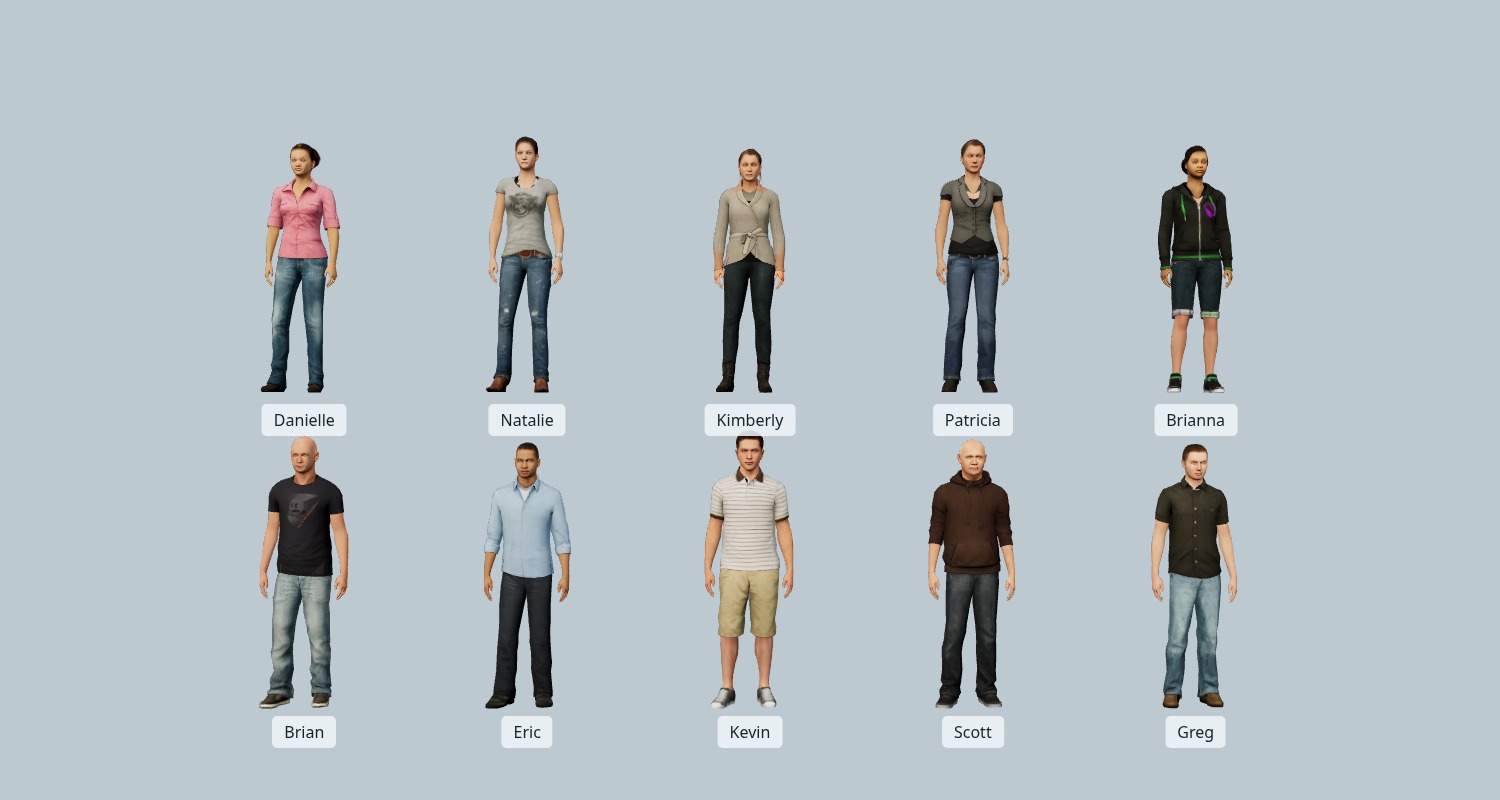 Danielle
Natalie
Kimberly
Patricia
Brianna
Brian
Eric
Kevin
Scott
Greg